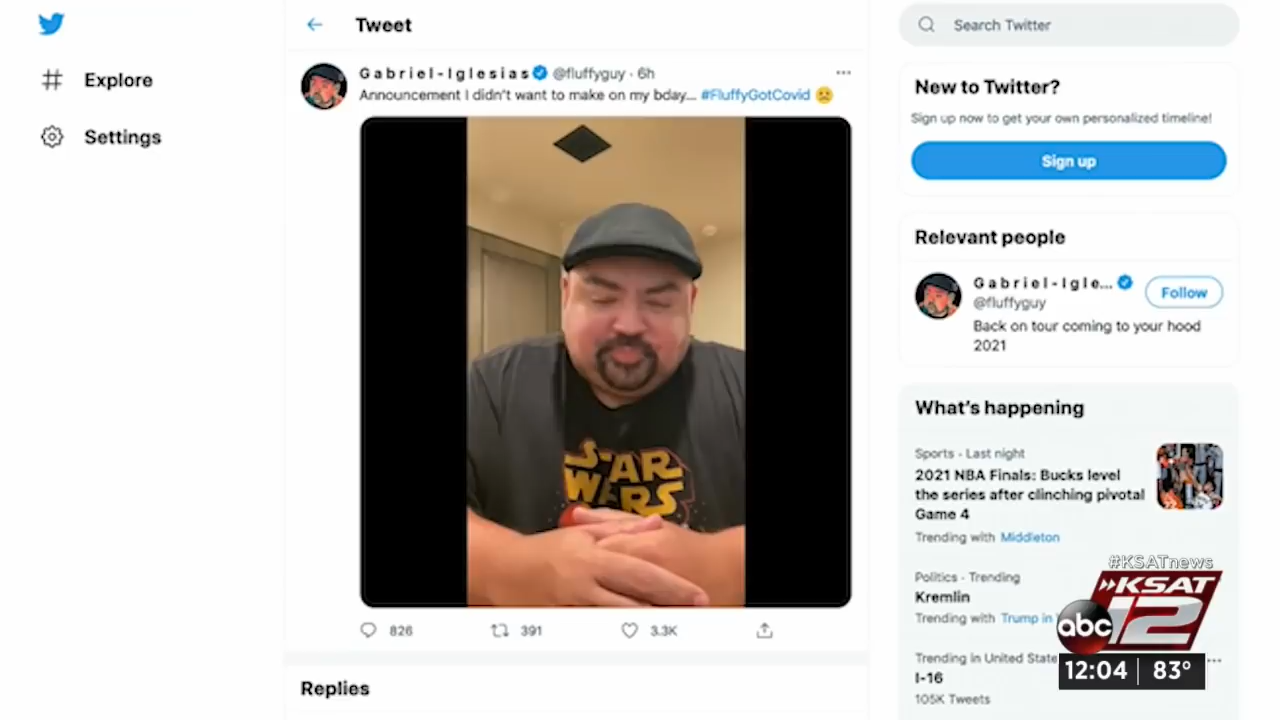 Explore
Settings
Tweet
Gabriel-Iglesias @fluffyguy · 6h
Announcement I didn't want to make on my bday... #FluffyGotCovid
STAR
WARS
826
391
3.3K
Replies
Search Twitter
New to Twitter?
Sign up now to get your own personalized timeline!
Sign up
Relevant people
Gabriel-Igle...
@fluffyguy
Follow
Back on tour coming to your hood
2021
What's happening
Sports · Last night
2021 NBA Finals: Bucks level
the series after clinching pivotal
Game 4
Trending with Middleton
Politics · Trending
Kremlin
Trending with Trump in
Trending in United State
I-16
105K Tweets
#KSATnews
KSAT
abc 12
12:04 83°